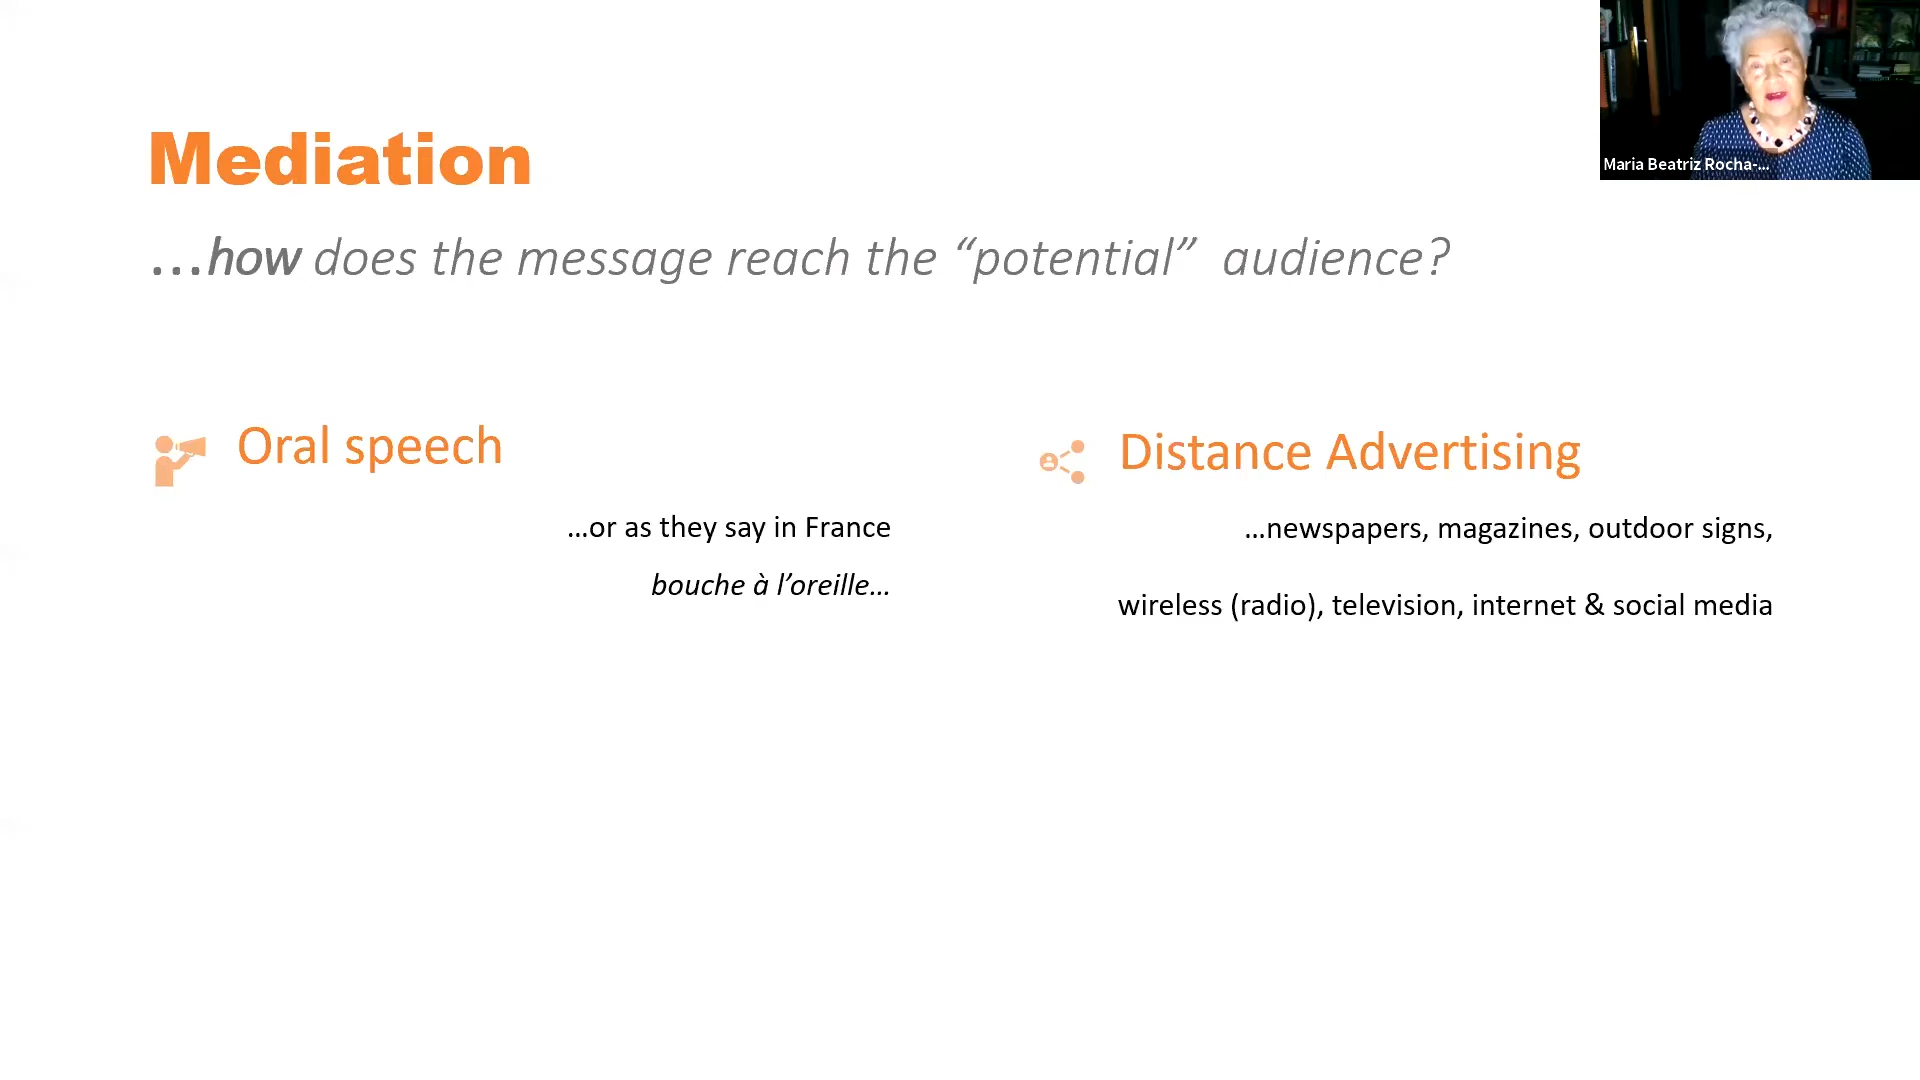 Mediation
...how does the message reach the “potential” audience?
Oral speech
...or as they say in France
bouche à l’oreille...
Distance Advertising
...newspapers, magazines, outdoor signs,
wireless (radio), television, internet & social media
Maria Beatriz Rocha-...